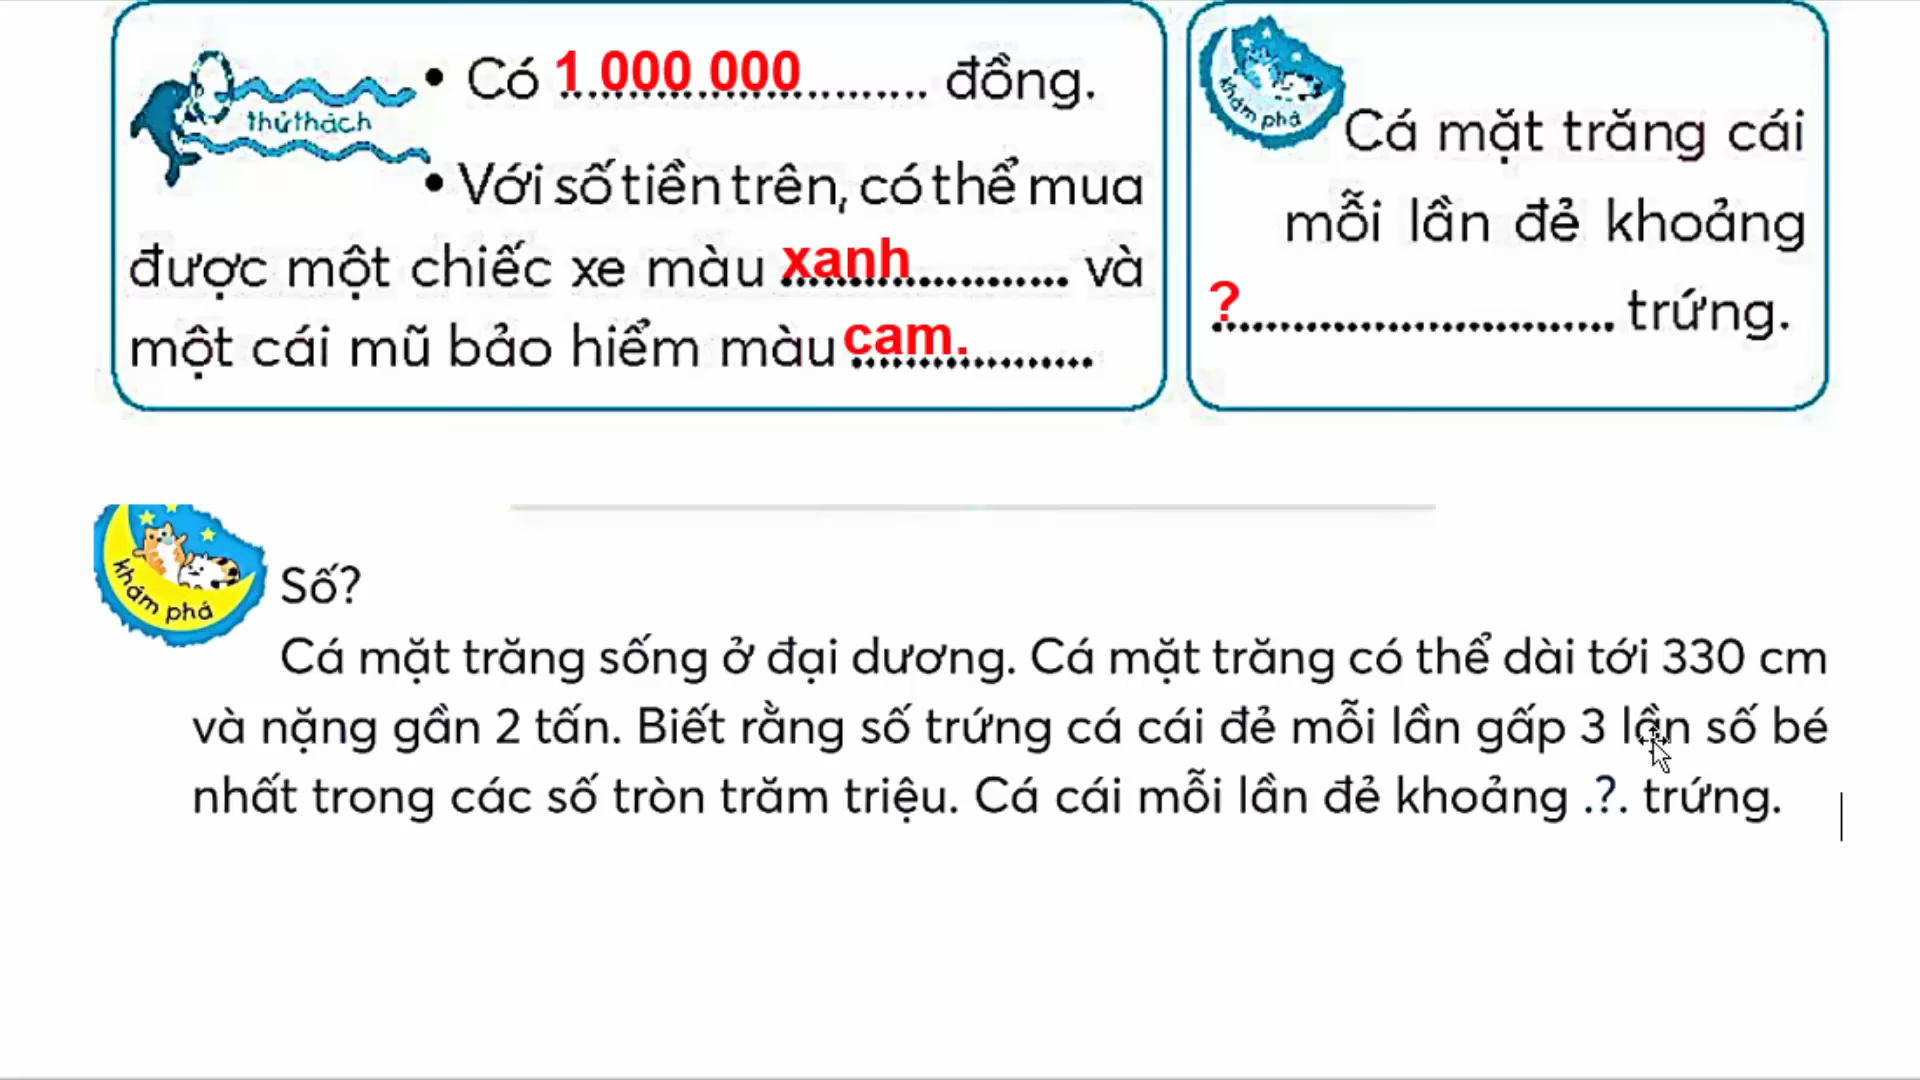 thử thách
• Có 1 000 000 đồng.
• Với số tiền trên, có thể mua
được một chiếc xe màu xanh và
một cái mũ bảo hiểm màu cam.
khám phá
Cá mặt trăng cái
mỗi lần đẻ khoảng
? trứng.
khám phá
Số?
Cá mặt trăng sống ở đại dương. Cá mặt trăng có thể dài tới 330 cm
và nặng gần 2 tấn. Biết rằng số trứng cá cái đẻ mỗi lần gấp 3 lần số bé
nhất trong các số tròn trăm triệu. Cá cái mỗi lần đẻ khoảng .?. trứng.